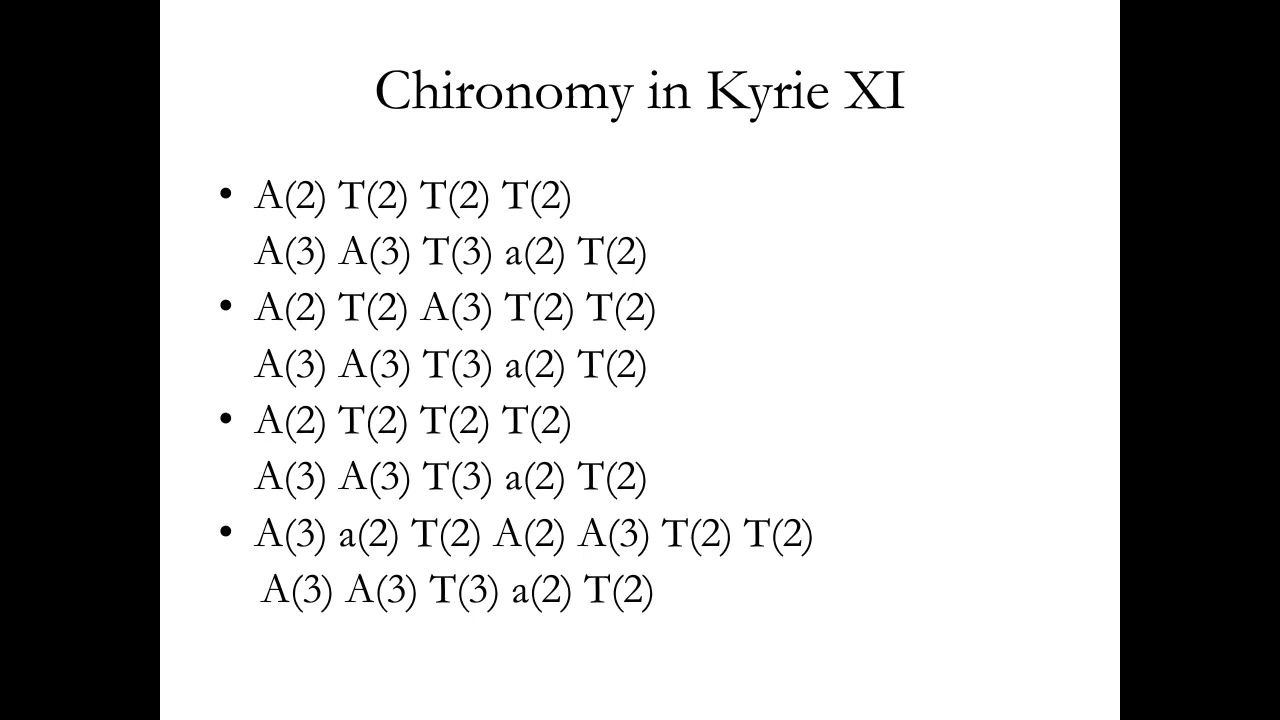 Chironomy in Kyrie XI
• A(2) T(2) T(2) T(2)
A(3) A(3) T(3) a(2) T(2)
• A(2) T(2) A(3) T(2) T(2)
A(3) A(3) T(3) a(2) T(2)
• A(2) T(2) T(2) T(2)
A(3) A(3) T(3) a(2) T(2)
• A(3) a(2) T(2) A(2) A(3) T(2) T(2)
A(3) A(3) T(3) a(2) T(2)